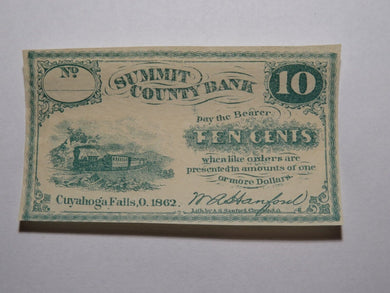 No
SUMMIT
COUNTY BANK
10
Pay the Bearer
TEN CENTS
when like orders are
presented in amounts of one
or more Dollars.
Cuyahoga Falls, O. 1862.